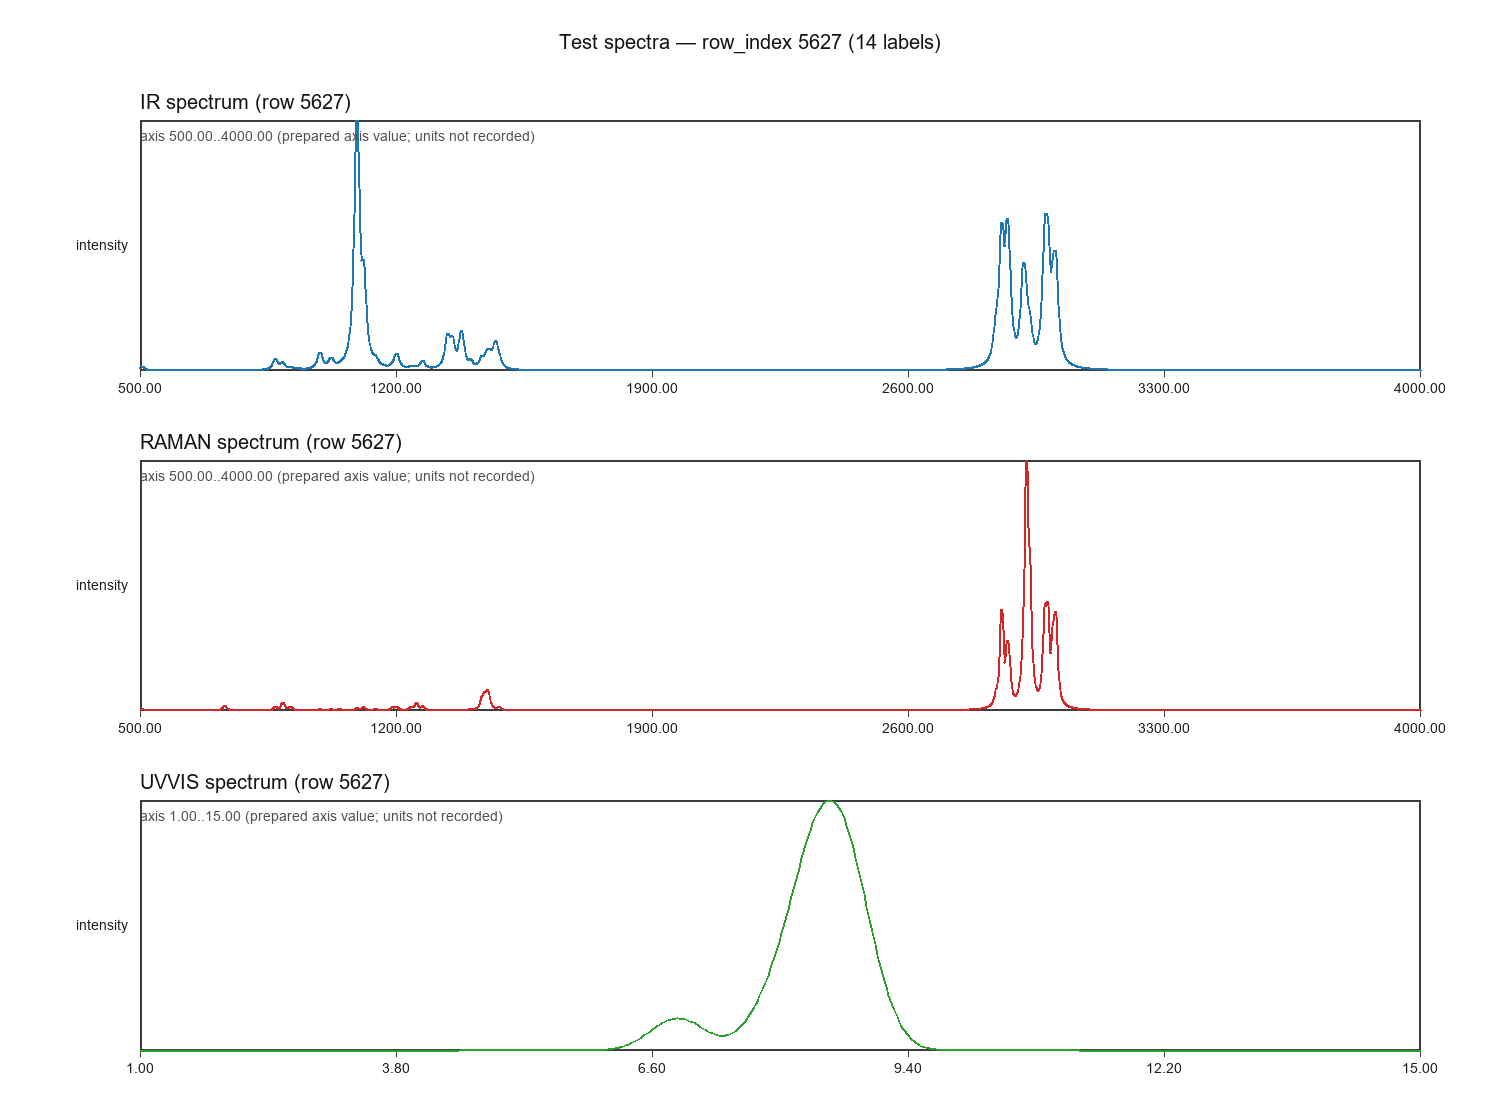 Test spectra — row_index 5627 (14 labels)
IR spectrum (row 5627)
axis 500.00..4000.00 (prepared axis value; units not recorded)
intensity
500.00 1200.00 1900.00 2600.00 3300.00 4000.00
RAMAN spectrum (row 5627)
axis 500.00..4000.00 (prepared axis value; units not recorded)
intensity
500.00 1200.00 1900.00 2600.00 3300.00 4000.00
UVVIS spectrum (row 5627)
axis 1.00..15.00 (prepared axis value; units not recorded)
intensity
1.00 3.80 6.60 9.40 12.20 15.00